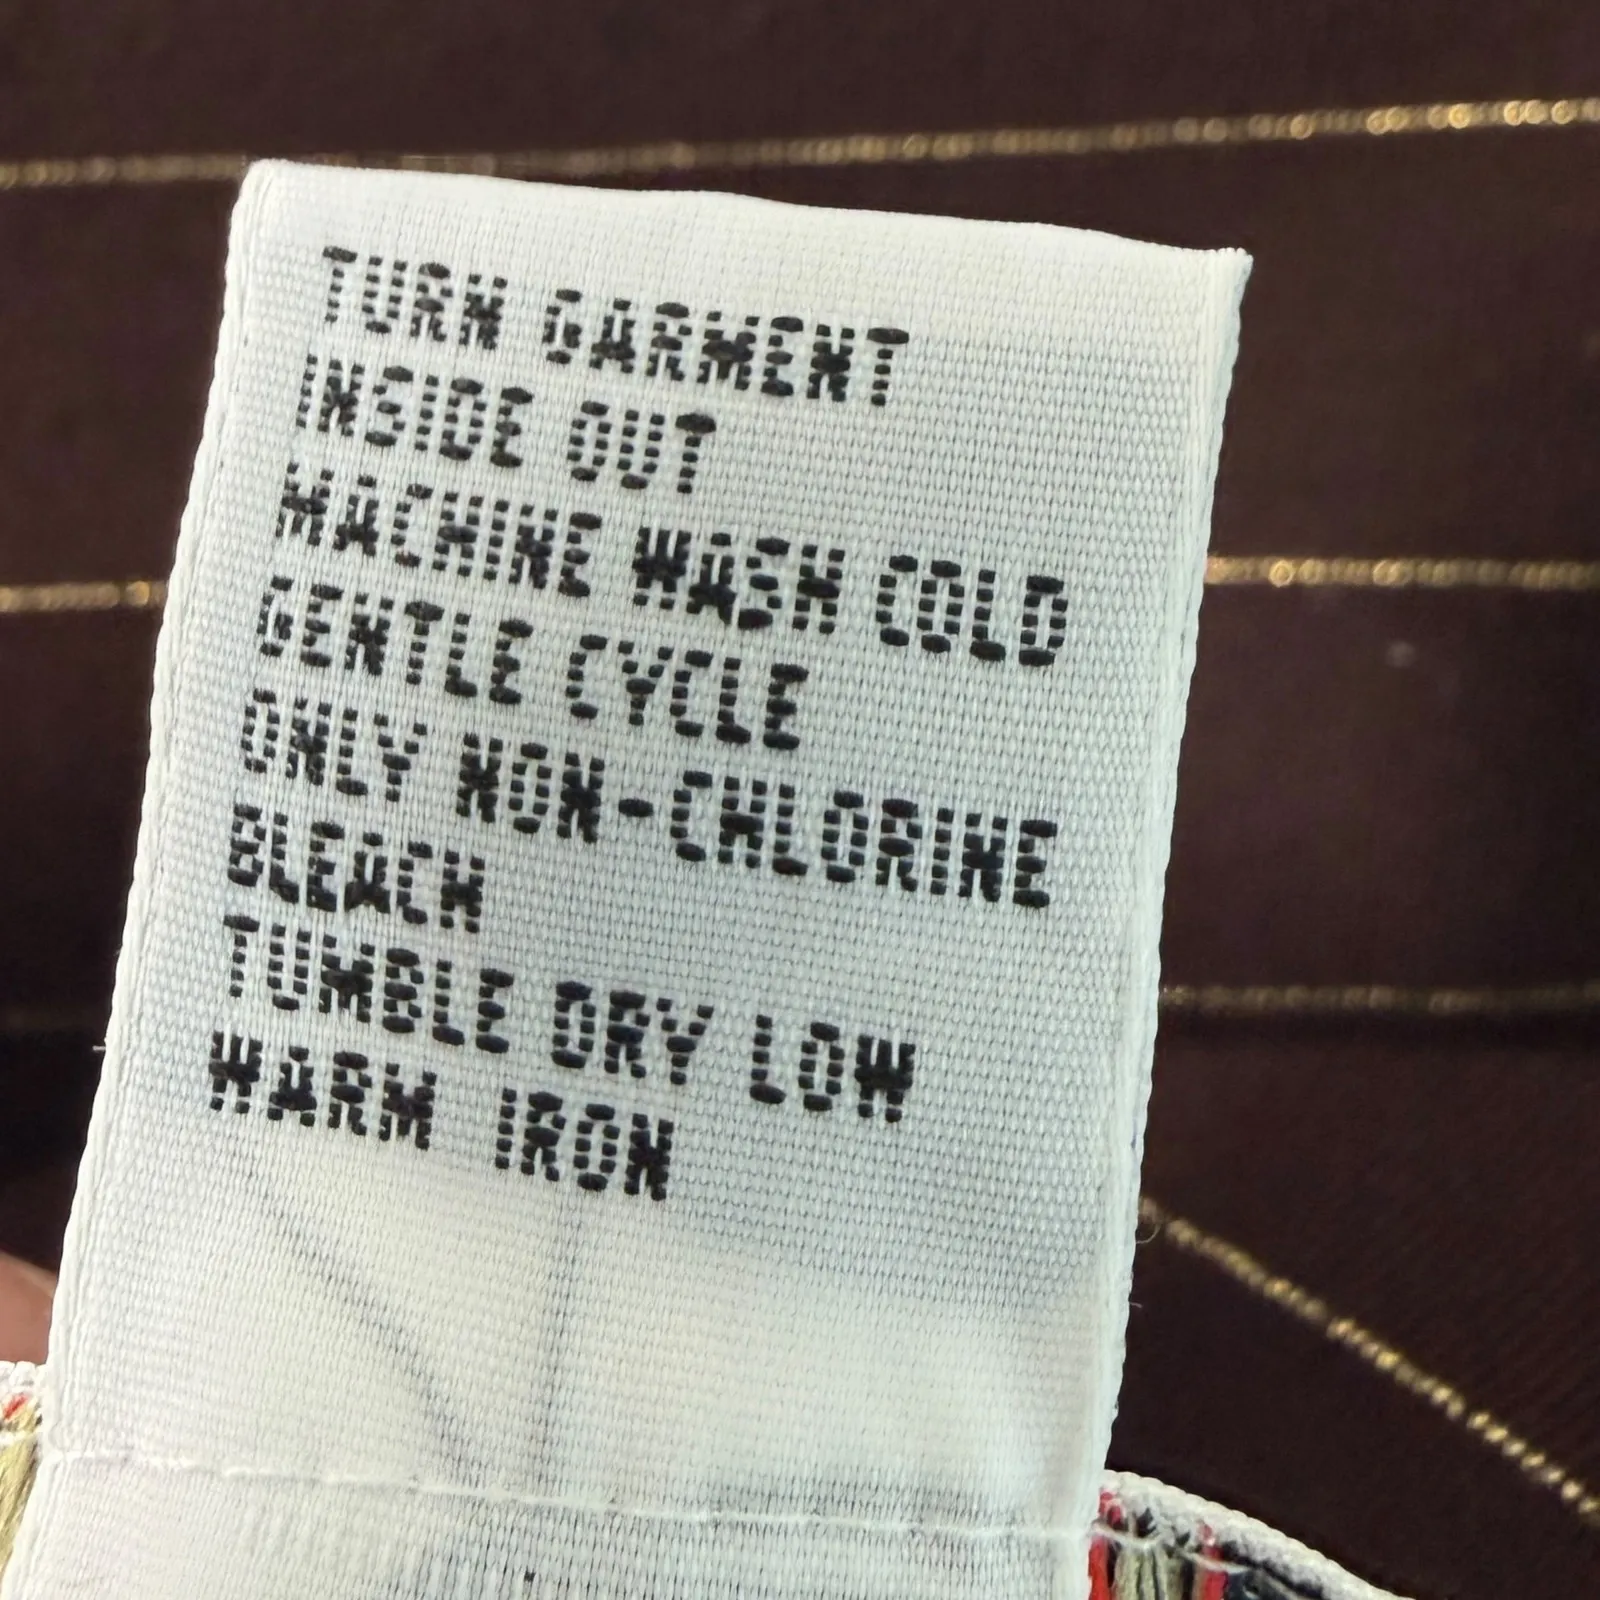 TURN GARMENT
INSIDE OUT
MACHINE WASH COLD
GENTLE CYCLE
ONLY NON-CHLORINE
BLEACH
TUMBLE DRY LOW
WARM IRON